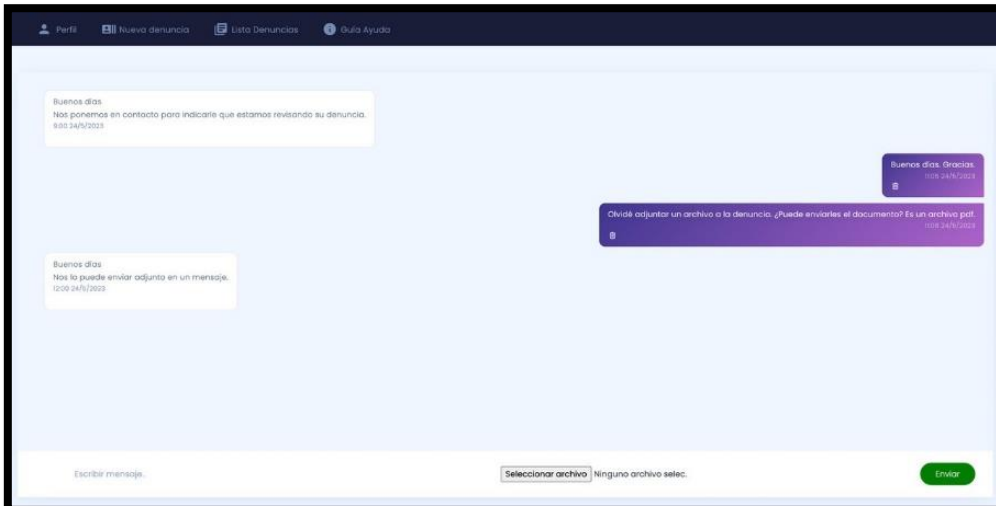 Perfil
Nueva denuncia
Lista Denuncias
Guía Ayuda
Buenos días
Nos ponemos en contacto para indicarle que estamos revisando su denuncia.
9:00 24/5/2023
Buenos días. Gracias.
11:05 24/5/2023
Olvidé adjuntar un archivo a la denuncia. ¿Puede enviarles el documento? Es un archivo pdf.
11:08 24/5/2023
Buenos días
Nos lo puede enviar adjunto en un mensaje.
12:00 24/5/2023
Escribir mensaje..
Seleccionar archivo Ninguno archivo selec.
Enviar